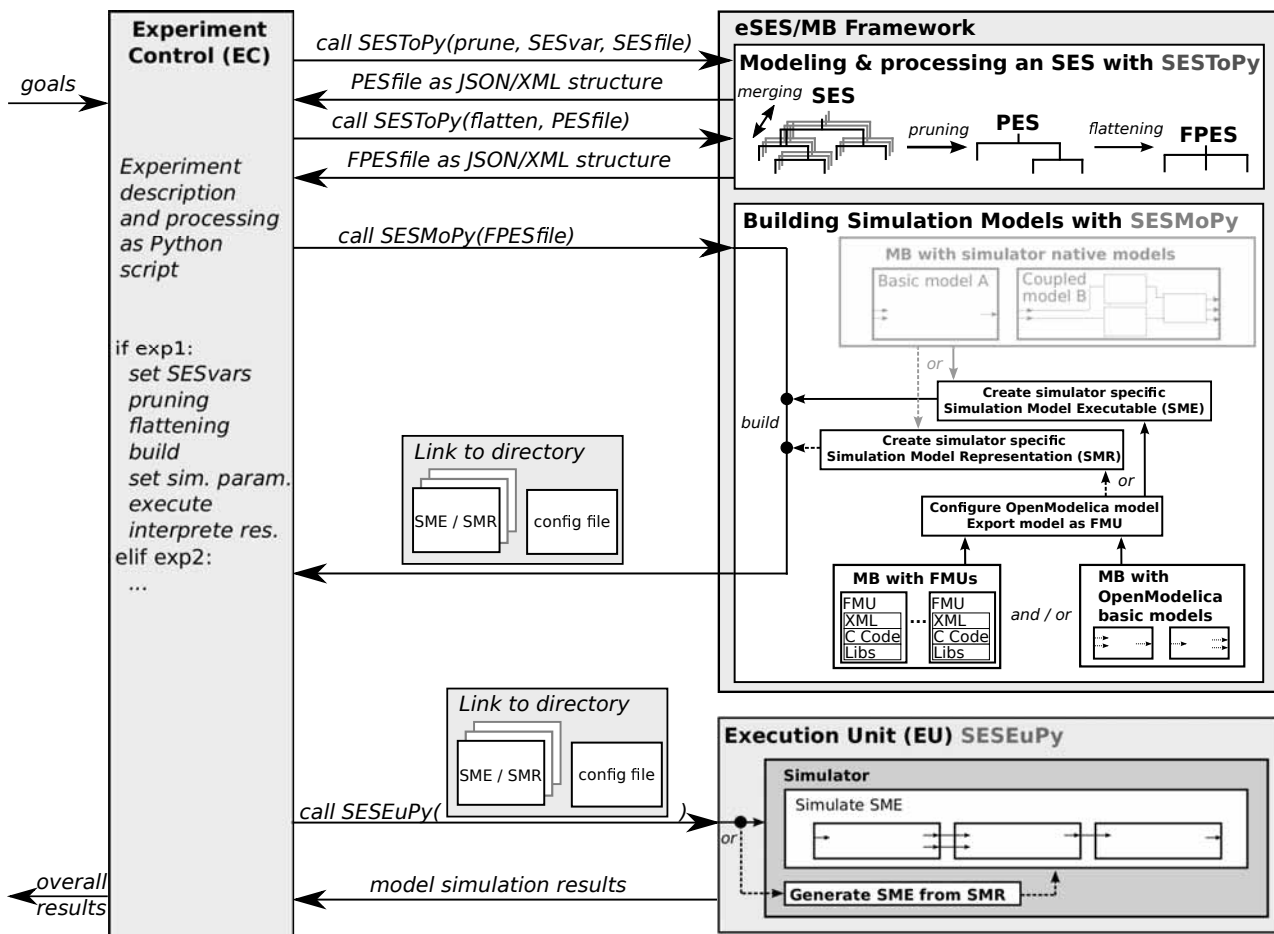 Experiment
Control (EC)
goals
Experiment
description
and processing
as Python
script
if exp1:
set SESvars
pruning
flattening
build
set sim. param.
execute
interprete res.
elif exp2:
...
overall
results
call SESToPy(prune, SESvar, SESfile)
PESfile as JSON/XML structure
call SESToPy(flatten, PESfile)
FPESfile as JSON/XML structure
call SESMoPy(FPESfile)
Link to directory
SME / SMR
config file
Link to directory
SME / SMR
config file
call SESEuPy( )
model simulation results
eSES/MB Framework
Modeling & processing an SES with SESToPy
merging
SES
pruning
PES
flattening
FPES
Building Simulation Models with SESMoPy
MB with simulator native models
Basic model A
Coupled
model B
or
Create simulator specific
Simulation Model Executable (SME)
build
Create simulator specific
Simulation Model Representation (SMR)
or
Configure OpenModelica model
Export model as FMU
MB with FMUs
FMU
XML
C Code
Libs
...
FMU
XML
C Code
Libs
and / or
MB with
OpenModelica
basic models
Execution Unit (EU) SESEuPy
Simulator
Simulate SME
or
Generate SME from SMR